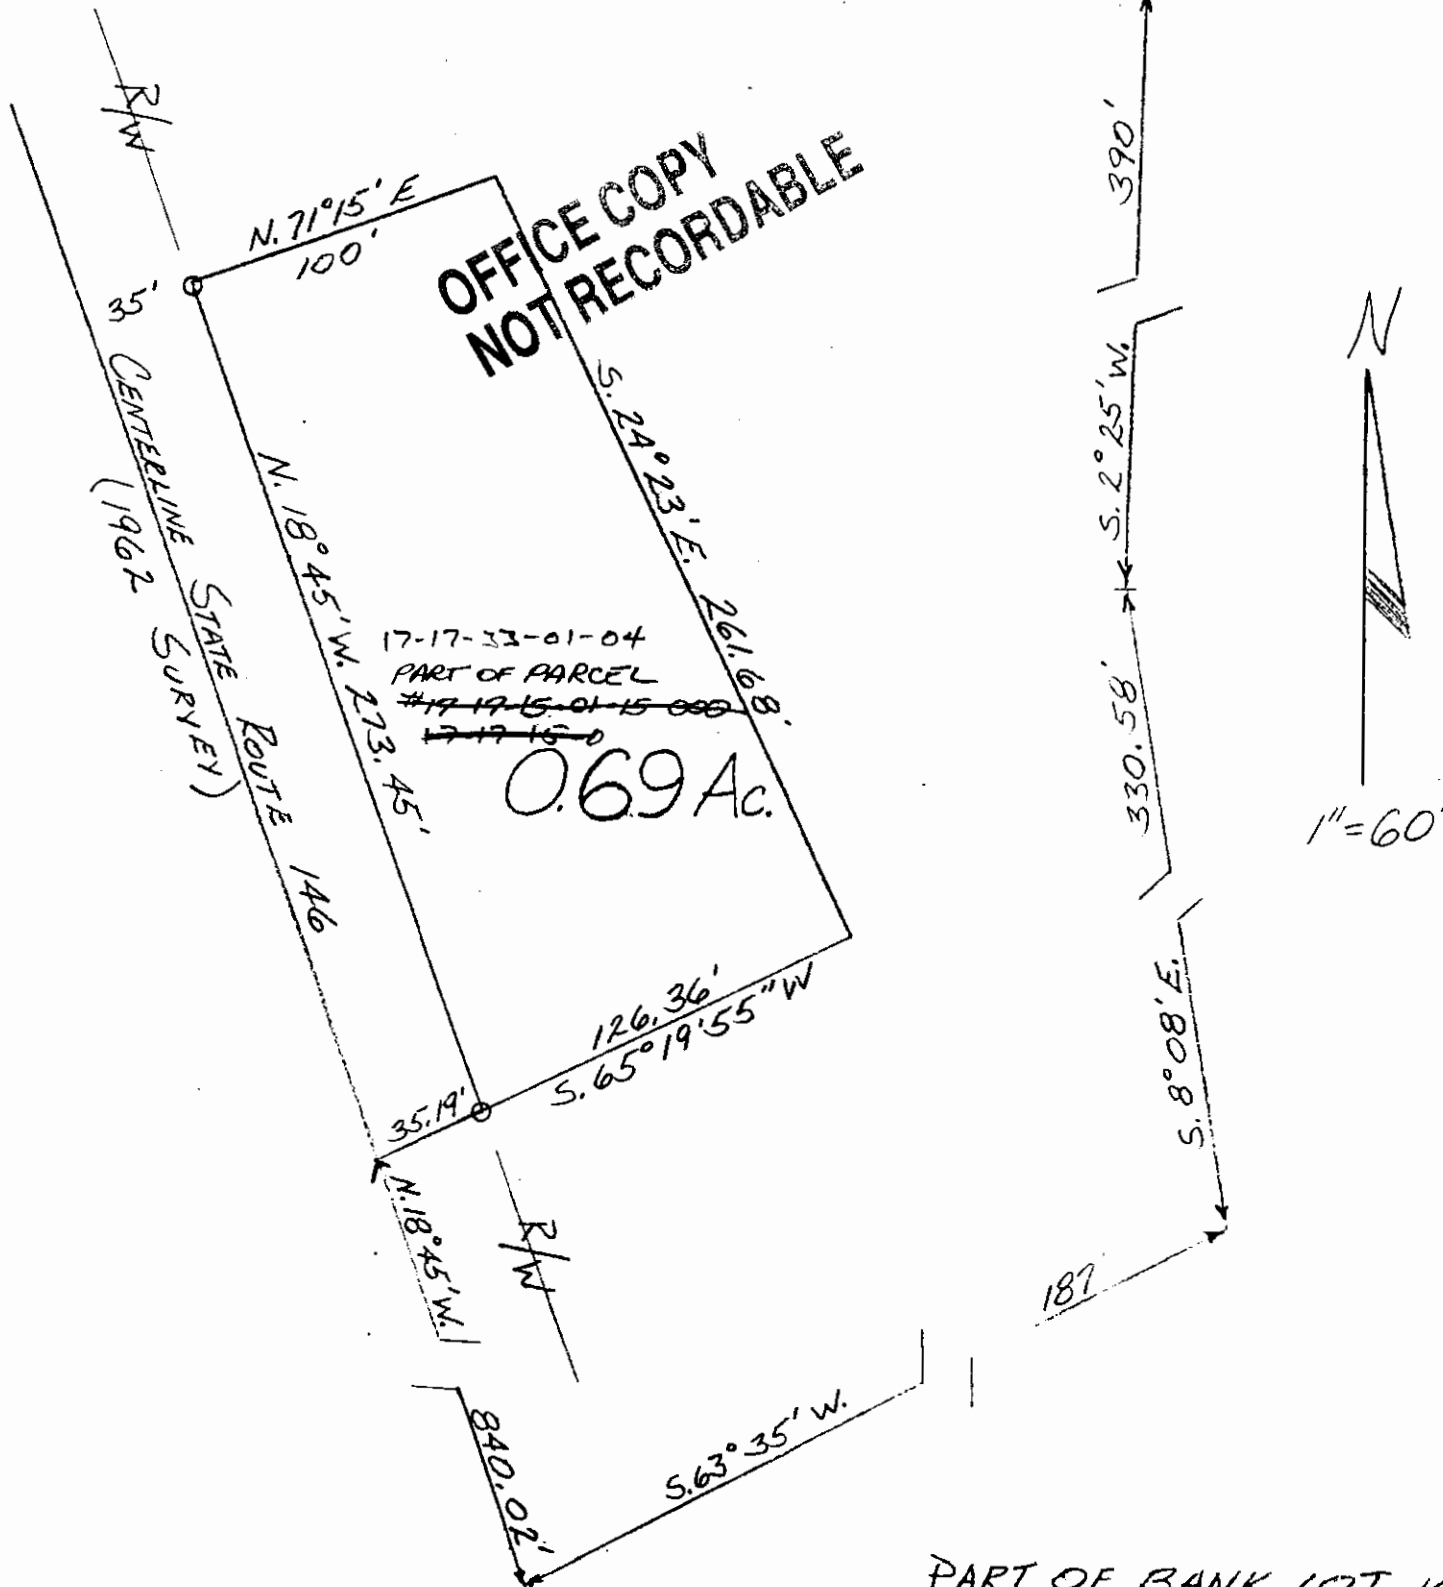 R/W
N. 71°15' E
100'
OFFICE COPY
NOT RECORDABLE
390'
35'
N
CENTERLINE STATE ROUTE 146
(1962 SURVEY)
N. 18°45' W. 273.45'
S. 24°23' E. 261.68'
S. 2°25' W.
17-17-33-01-04
PART OF PARCEL
#17-17-15-01-15-000
17-17-15-0
0.69 Ac.
330.58'
1"=60'
126.36'
S. 65°19'55" W
35.19'
S. 8°08' E.
N. 18°45' W.
R/W
187
840.02'
S. 63°35' W.
PART OF BANK LOT